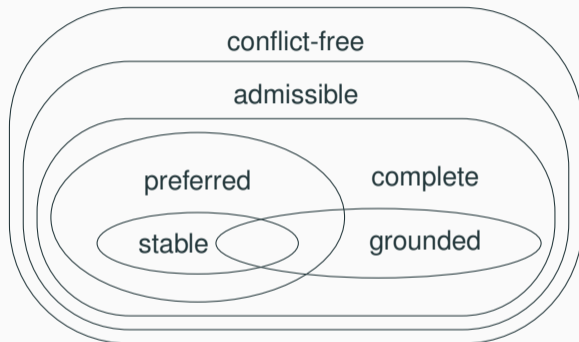 conflict-free
admissible
preferred
complete
stable
grounded